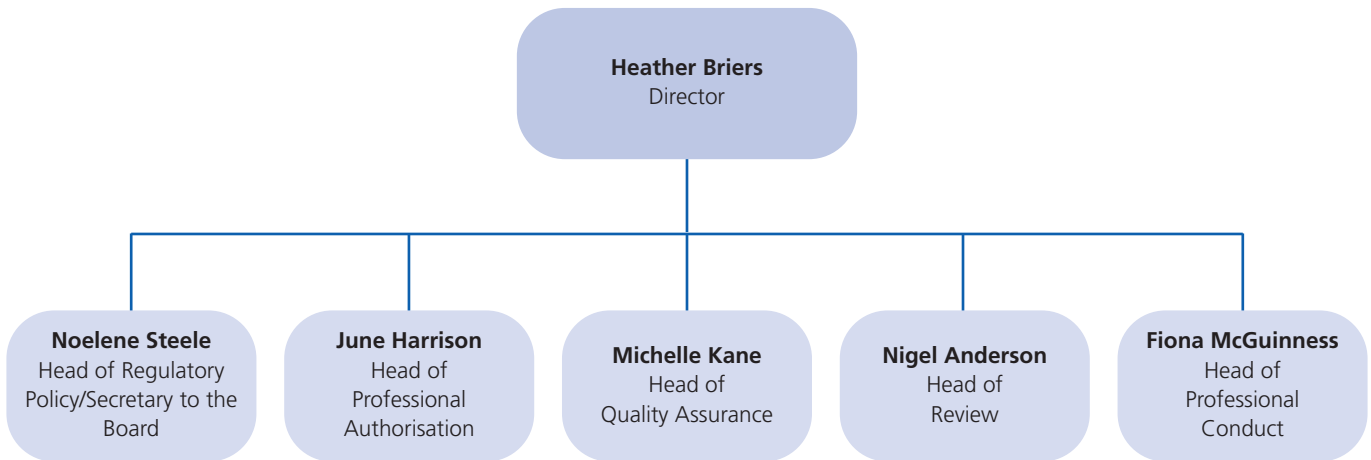 Heather Briers
Director
Noelene Steele
Head of Regulatory
Policy/Secretary to the
Board
June Harrison
Head of
Professional
Authorisation
Michelle Kane
Head of
Quality Assurance
Nigel Anderson
Head of
Review
Fiona McGuinness
Head of
Professional
Conduct